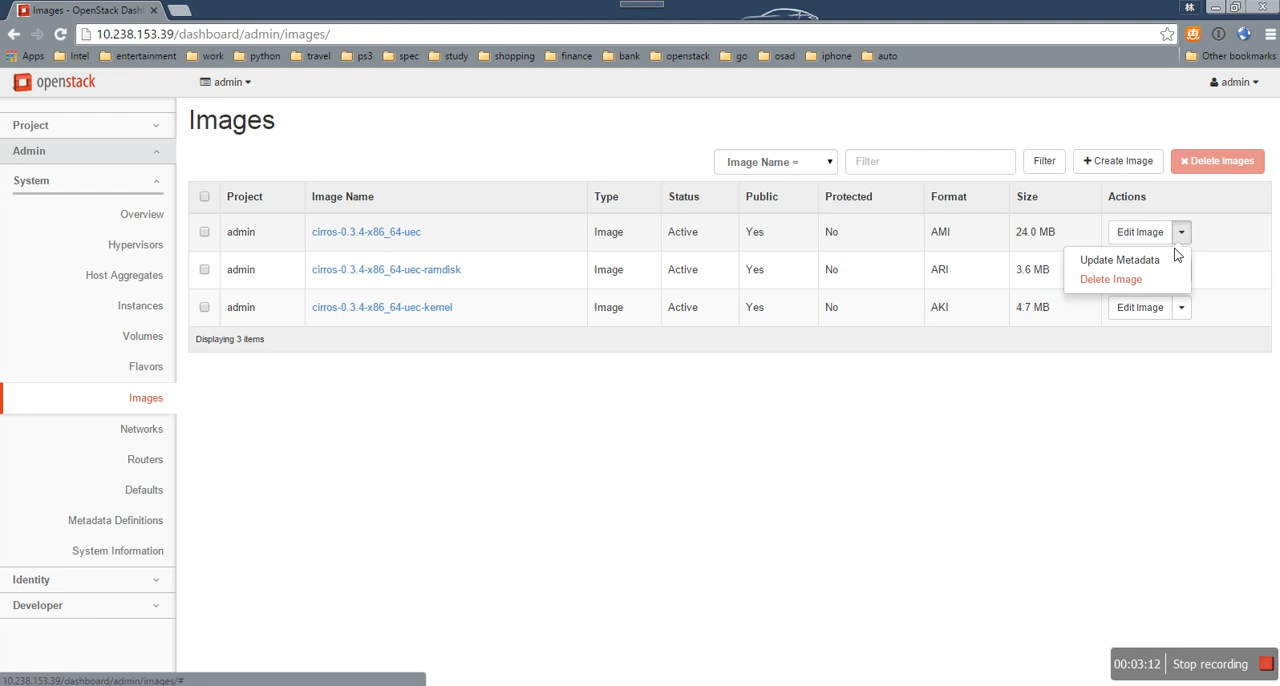 Images - OpenStack Dash
林
10.238.153.39/dashboard/admin/images/
Apps Intel entertainment work python travel ps3 spec study shopping finance bank openstack go osad iphone auto Other bookmarks
openstack admin admin
Project
Admin
System
Overview
Hypervisors
Host Aggregates
Instances
Volumes
Flavors
Images
Networks
Routers
Defaults
Metadata Definitions
System Information
Identity
Developer
Images
Image Name = Filter Filter Create Image Delete Images
Project Image Name Type Status Public Protected Format Size Actions
admin cirros-0.3.4-x86_64-uec Image Active Yes No AMI 24.0 MB Edit Image
Update Metadata
Delete Image
admin cirros-0.3.4-x86_64-uec-ramdisk Image Active Yes No ARI 3.6 MB
admin cirros-0.3.4-x86_64-uec-kernel Image Active Yes No AKI 4.7 MB Edit Image
Displaying 3 items
00:03:12 Stop recording
10.238.153.39/dashboard/admin/images/#